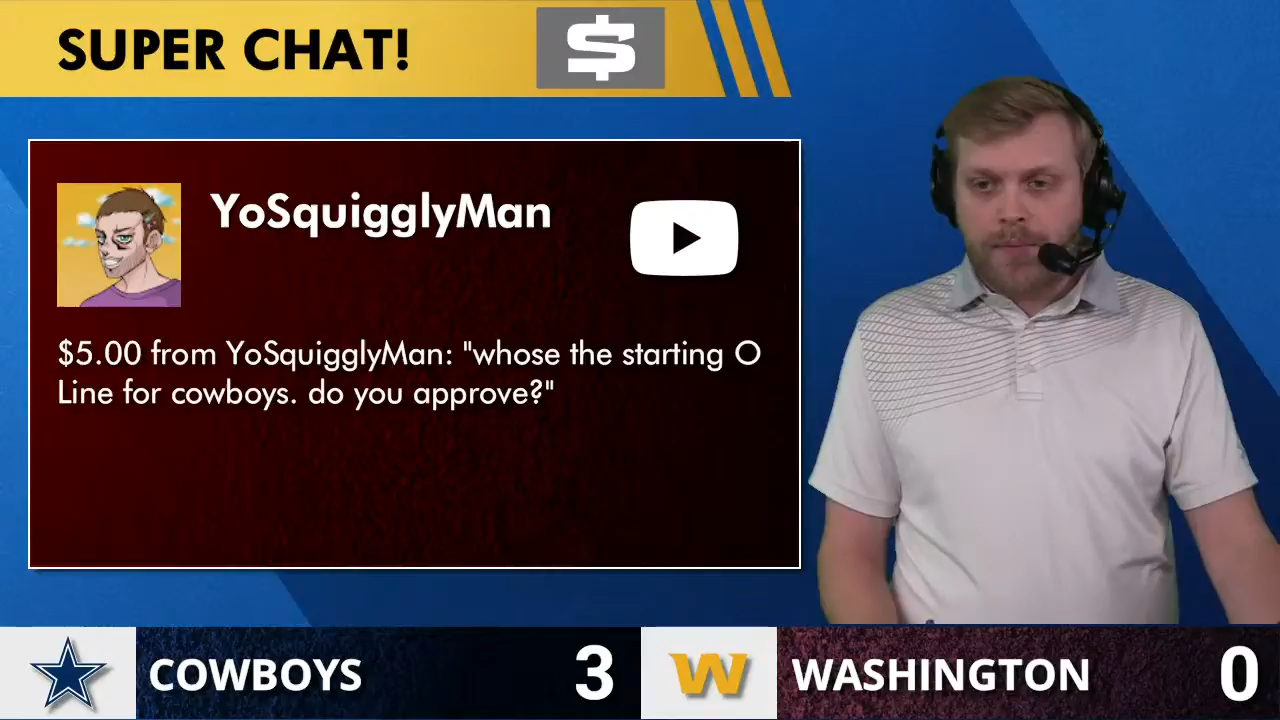 SUPER CHAT!
$
YoSquigglyMan
$5.00 from YoSquigglyMan: "whose the starting O
Line for cowboys. do you approve?"
COWBOYS 3 W WASHINGTON 0